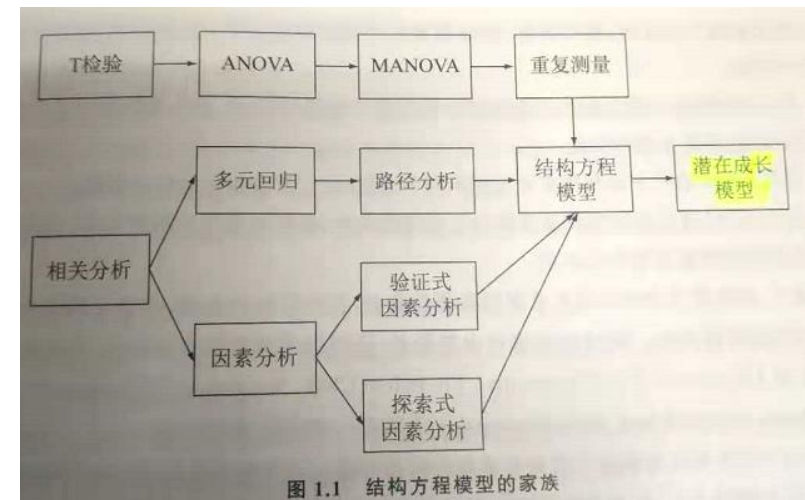 T检验
ANOVA
MANOVA
重复测量
多元回归
路径分析
结构方程
模型
潜在成长
模型
相关分析
验证式
因素分析
因素分析
探索式
因素分析
图 1.1 结构方程模型的家族